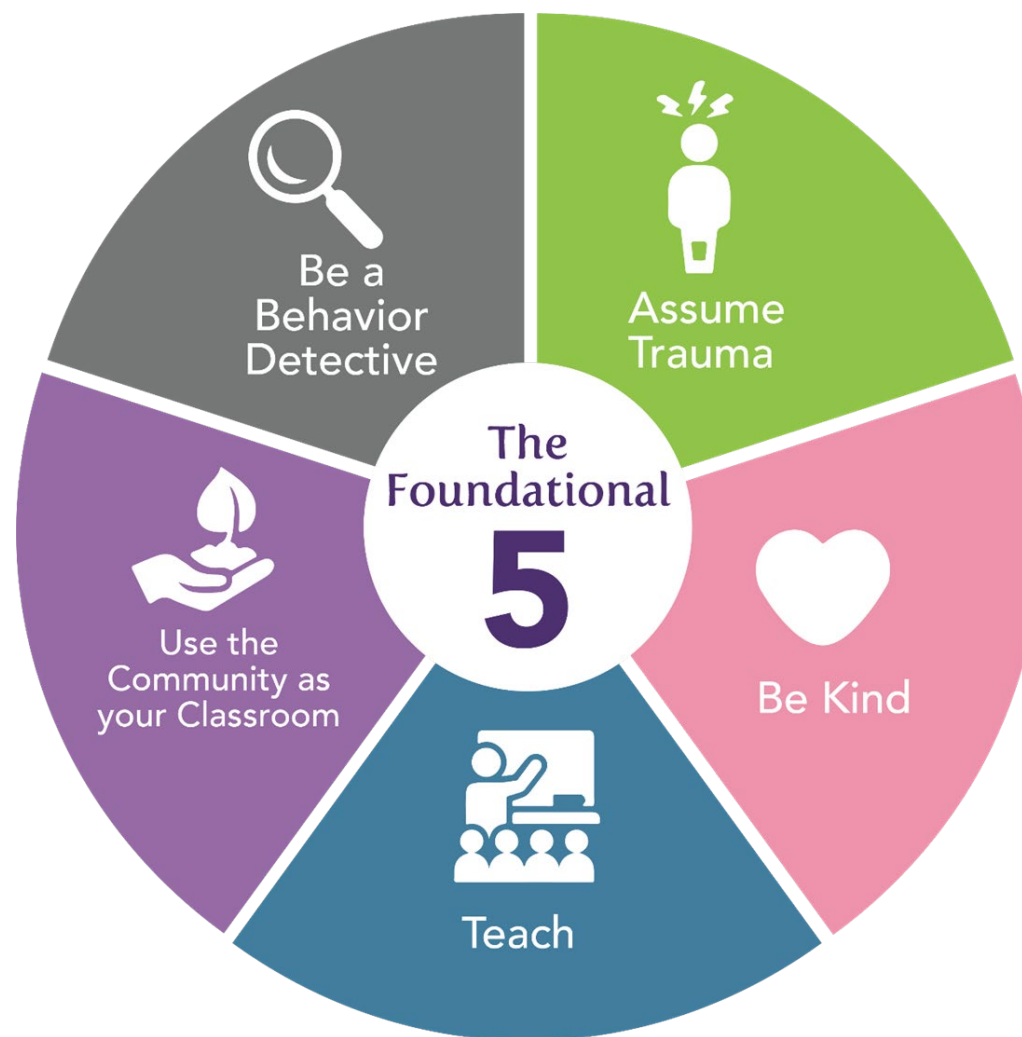 The
Foundational
5
Assume
Trauma
Be Kind
Teach
Use the
Community as
your Classroom
Be a
Behavior
Detective